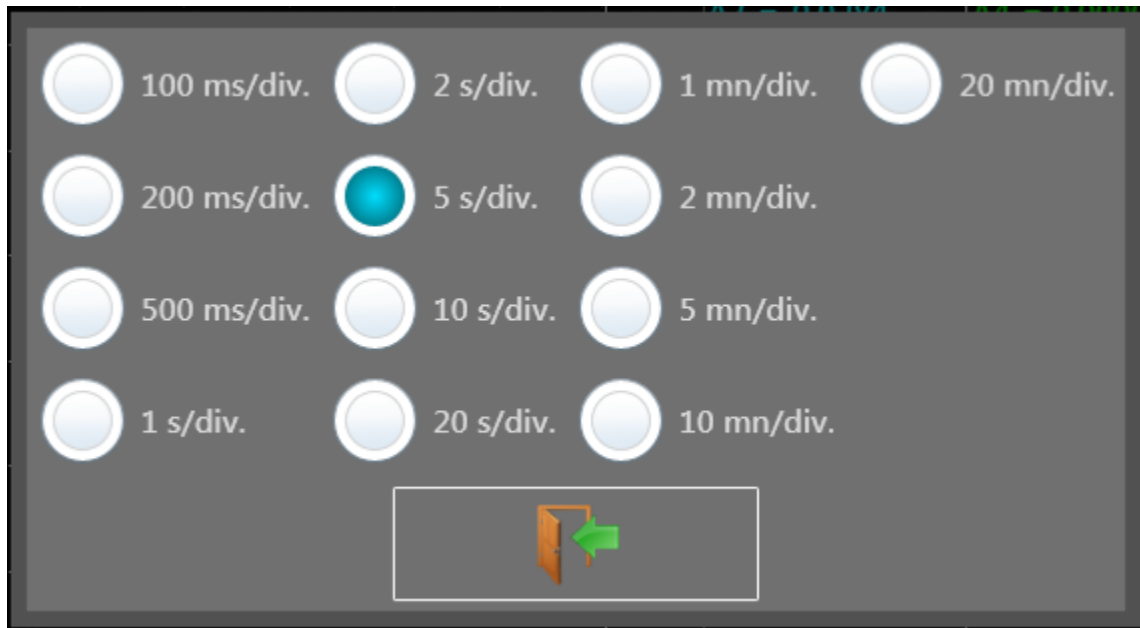 100 ms/div. 2 s/div. 1 mn/div. 20 mn/div.
200 ms/div. 5 s/div. 2 mn/div.
500 ms/div. 10 s/div. 5 mn/div.
1 s/div. 20 s/div. 10 mn/div.